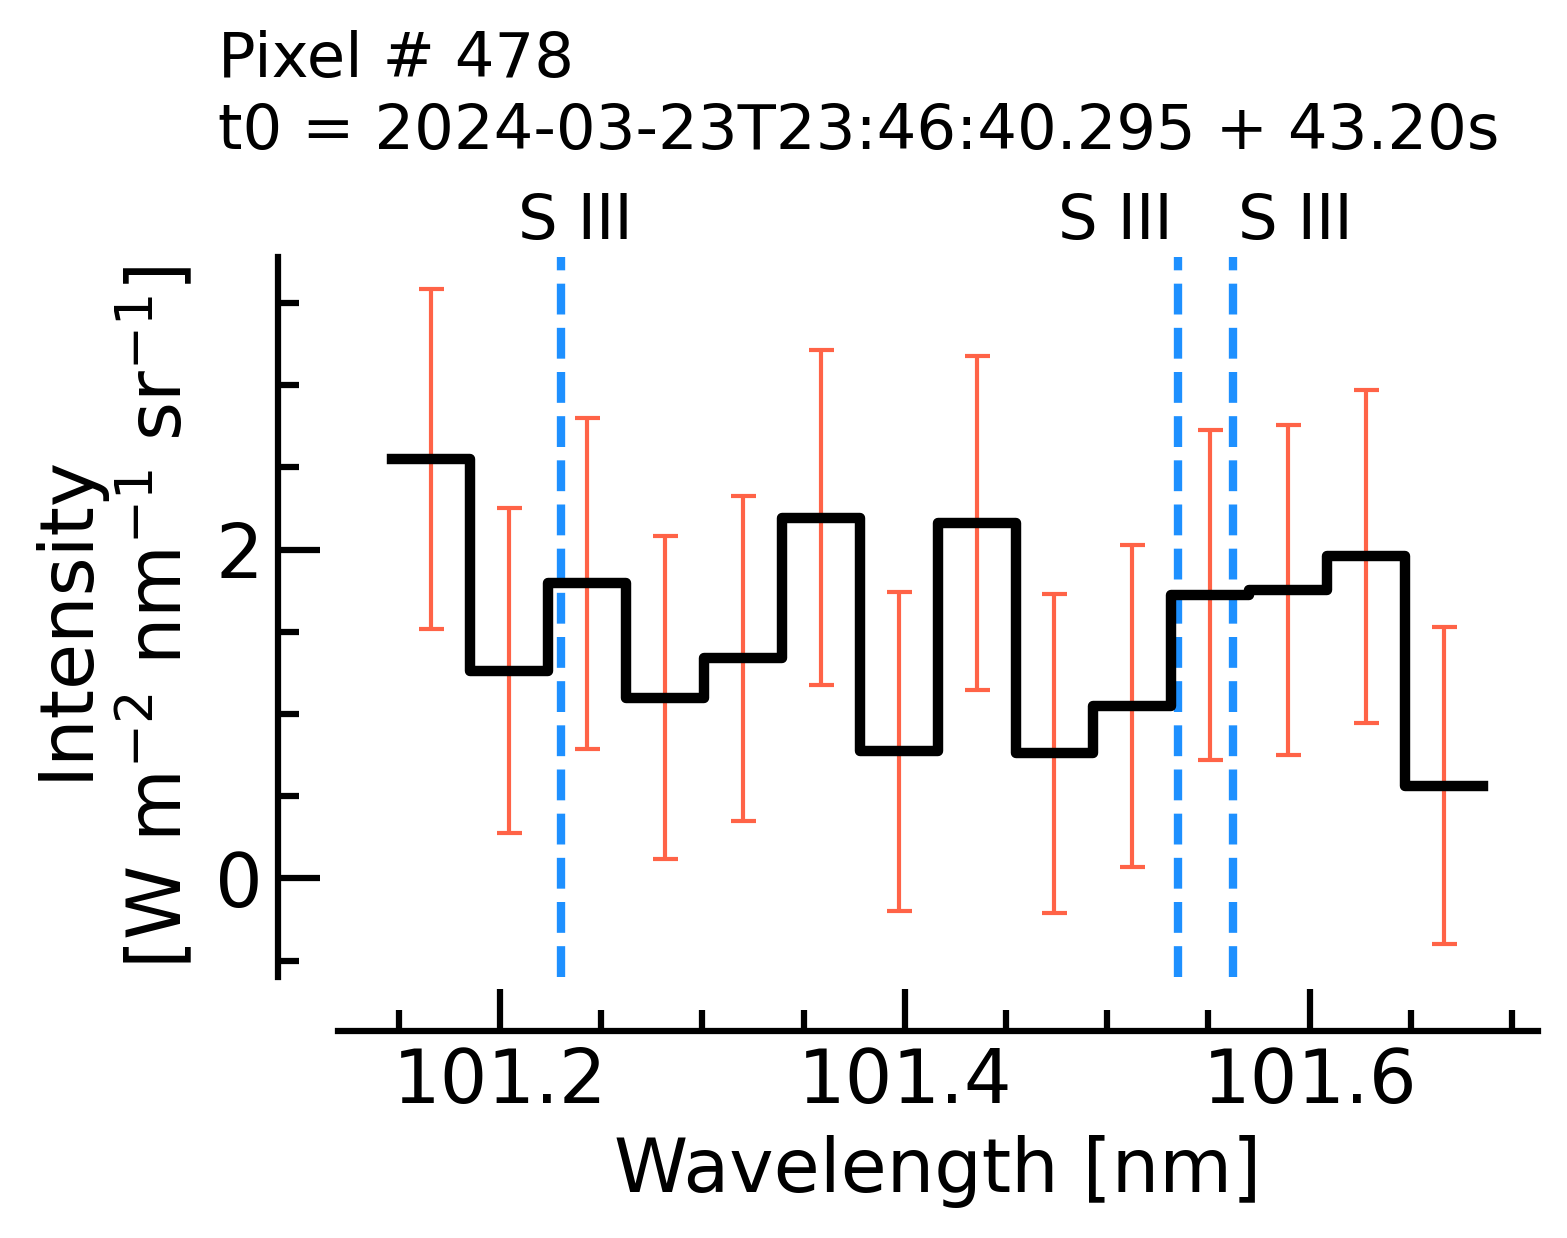 Pixel # 478
t0 = 2024-03-23T23:46:40.295 + 43.20s
S III S III S III
Intensity
[W m⁻² nm⁻¹ sr⁻¹]
2
0
101.2 101.4 101.6
Wavelength [nm]